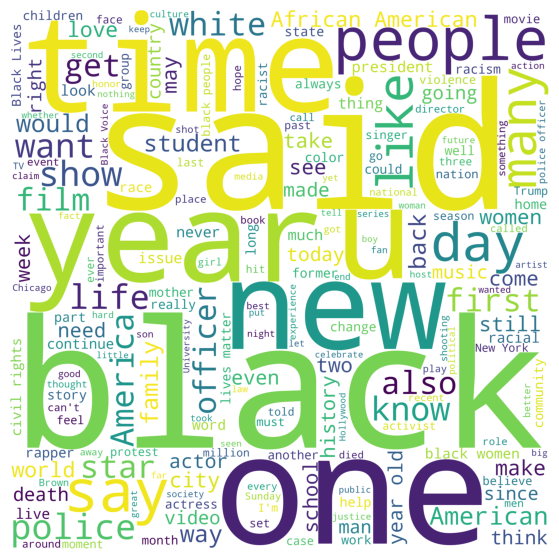 time
people
said
black
one
new
year
u
day
many
like
say
police
African American
white
love
get
country
may
children
face
culture
second
keep
state
president
hope
nothing
honor
whether
TV
event
claim
Black Lives
right
look
group
would
want
show
student
film
week
life
America
officer
always
racist
black people
shot
last
race
place
Black Voice
past
call
color
take
see
made
thing
going
racism
violence
director
singer
go
could
nation
movie
action
future
well
three
national
something
police officer
Trump
home
women
season
called
artist
first
come
back
music
today
former
end
host
wanted
issue
never
book
long
much
hit
girl
media
yet
tell
got
series
boy
fan
woman
fact
ever
important
Chicago
mother
really
part
hard
need
continue
little
son
University
family
best
put
night
experience
let
change
celebrate
law
two
even
also
know
still
racial
shooting
political
New York
play
recent
activist
Hollywood
history
community
better
civil rights
good
thought
can't
feel
story
lives matter
word
told
must
took
rapper
away
protest
million
seen
star
world
death
Brown
live
around
moment
great
month
actor
city
actress
society
video
way
far
another
died
every
Sunday
I'm
set
school
case
public
help
justice
man
work
year old
black women
role
make
believe
since
men
big
American
think